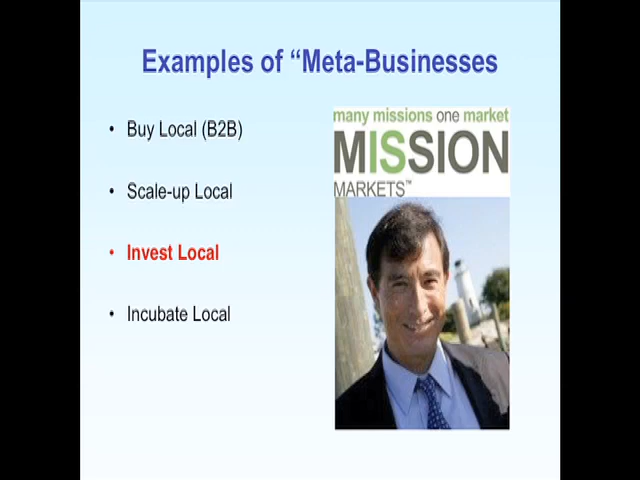 Examples of “Meta-Businesses
• Buy Local (B2B)
• Scale-up Local
• Invest Local
• Incubate Local
many missions one market
MISSION
MARKETS™